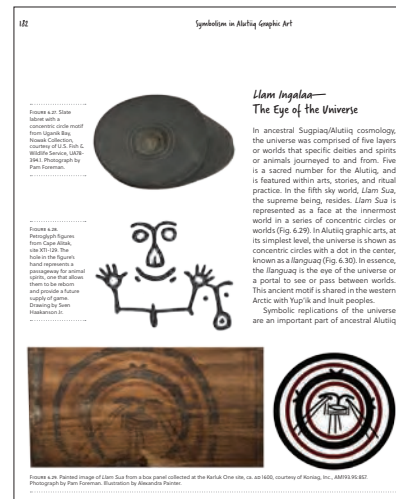 182
Symbolism in Alutiiq Graphic Art
FIGURE 6.27. Slate
labret with a
concentric circle motif
from Uganik Bay,
Nowak Collection,
courtesy of U.S. Fish &
Wildlife Service, UA78-
394.1. Photograph by
Pam Foreman.
FIGURE 6.28.
Petroglyph figures
from Cape Alitak,
site XTI-129. The
hole in the figure's
hand represents a
passageway for animal
spirits, one that allows
them to be reborn
and provide a future
supply of game.
Drawing by Sven
Haakanson Jr.
Llam Ingalaa—
The Eye of the Universe
In ancestral Sugpiaq/Alutiiq cosmology,
the universe was comprised of five layers
or worlds that specific deities and spirits
or animals journeyed to and from. Five
is a sacred number for the Alutiiq, and
is featured within arts, stories, and ritual
practice. In the fifth sky world, Llam Sua,
the supreme being, resides. Llam Sua is
represented as a face at the innermost
world in a series of concentric circles or
worlds (Fig. 6.29). In Alutiiq graphic arts, at
its simplest level, the universe is shown as
concentric circles with a dot in the center,
known as a llanguaq (Fig. 6.30). In essence,
the llanguaq is the eye of the universe or
a portal to see or pass between worlds.
This ancient motif is shared in the western
Arctic with Yup'ik and Inuit peoples.
Symbolic replications of the universe
are an important part of ancestral Alutiiq
FIGURE 6.29. Painted image of Llam Sua from a box panel collected at the Karluk One site, ca. AD 1600, courtesy of Koniag, Inc., AM193.95:857.
Photograph by Pam Foreman. Illustration by Alexandra Painter.